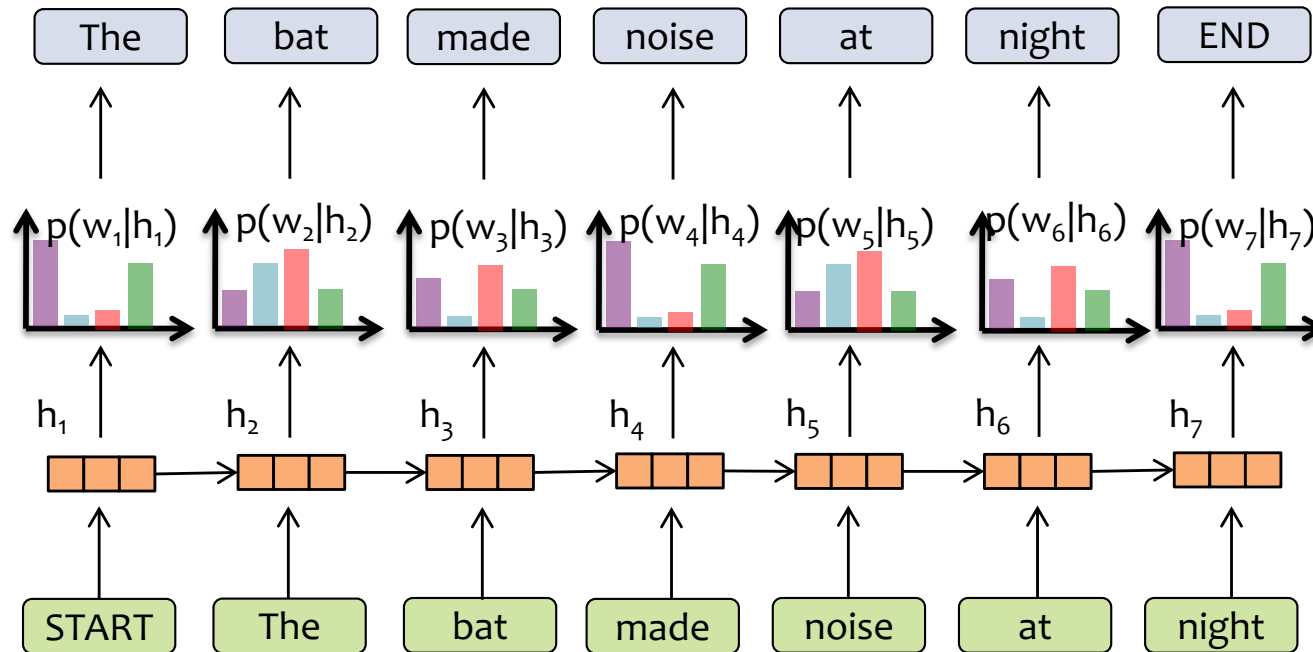 The bat made noise at night END
p(w₁|h₁) p(w₂|h₂) p(w₃|h₃) p(w₄|h₄) p(w₅|h₅) p(w₆|h₆) p(w₇|h₇)
h₁ h₂ h₃ h₄ h₅ h₆ h₇
START The bat made noise at night